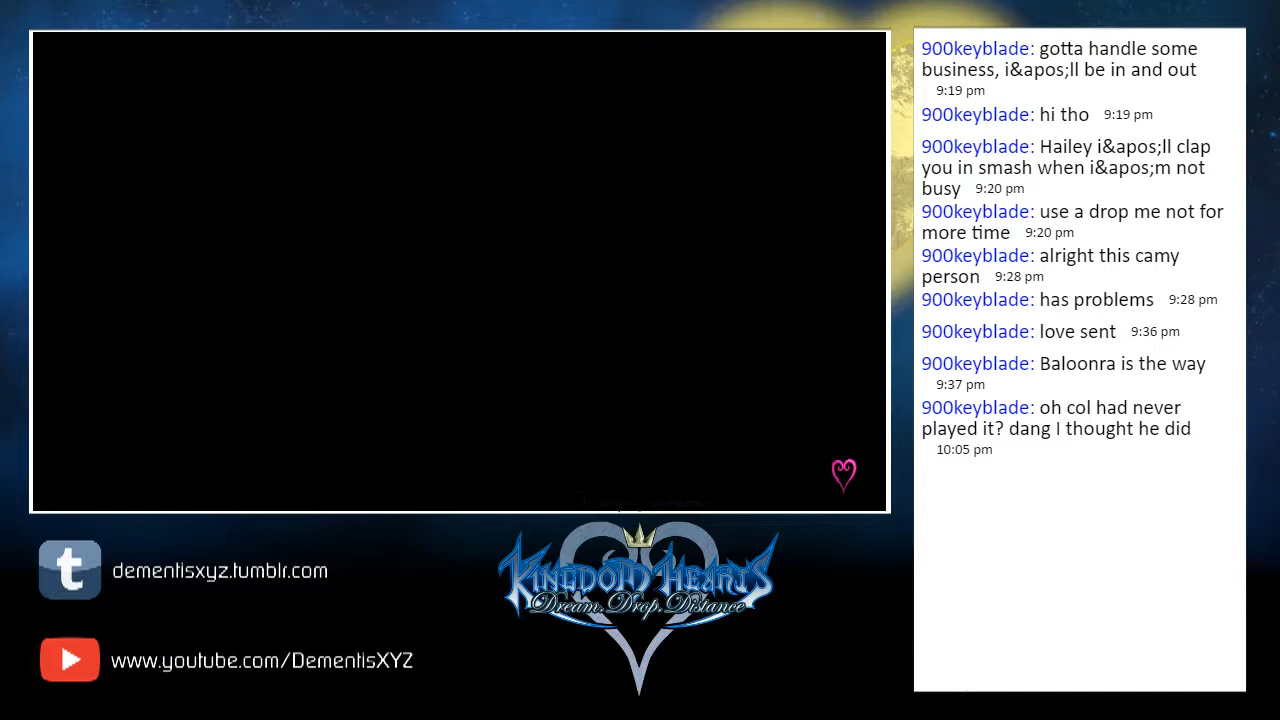 900keyblade: gotta handle some
business, i&apos;ll be in and out
9:19 pm
900keyblade: hi tho 9:19 pm
900keyblade: Hailey i&apos;ll clap
you in smash when i&apos;m not
busy 9:20 pm
900keyblade: use a drop me not for
more time 9:20 pm
900keyblade: alright this camy
person 9:28 pm
900keyblade: has problems 9:28 pm
900keyblade: love sent 9:36 pm
900keyblade: Baloonra is the way
9:37 pm
900keyblade: oh col had never
played it? dang I thought he did
10:05 pm
t dementisxyz.tumblr.com
www.youtube.com/DementisXYZ
KINGDOM HEARTS
Dream.Drop.Distance